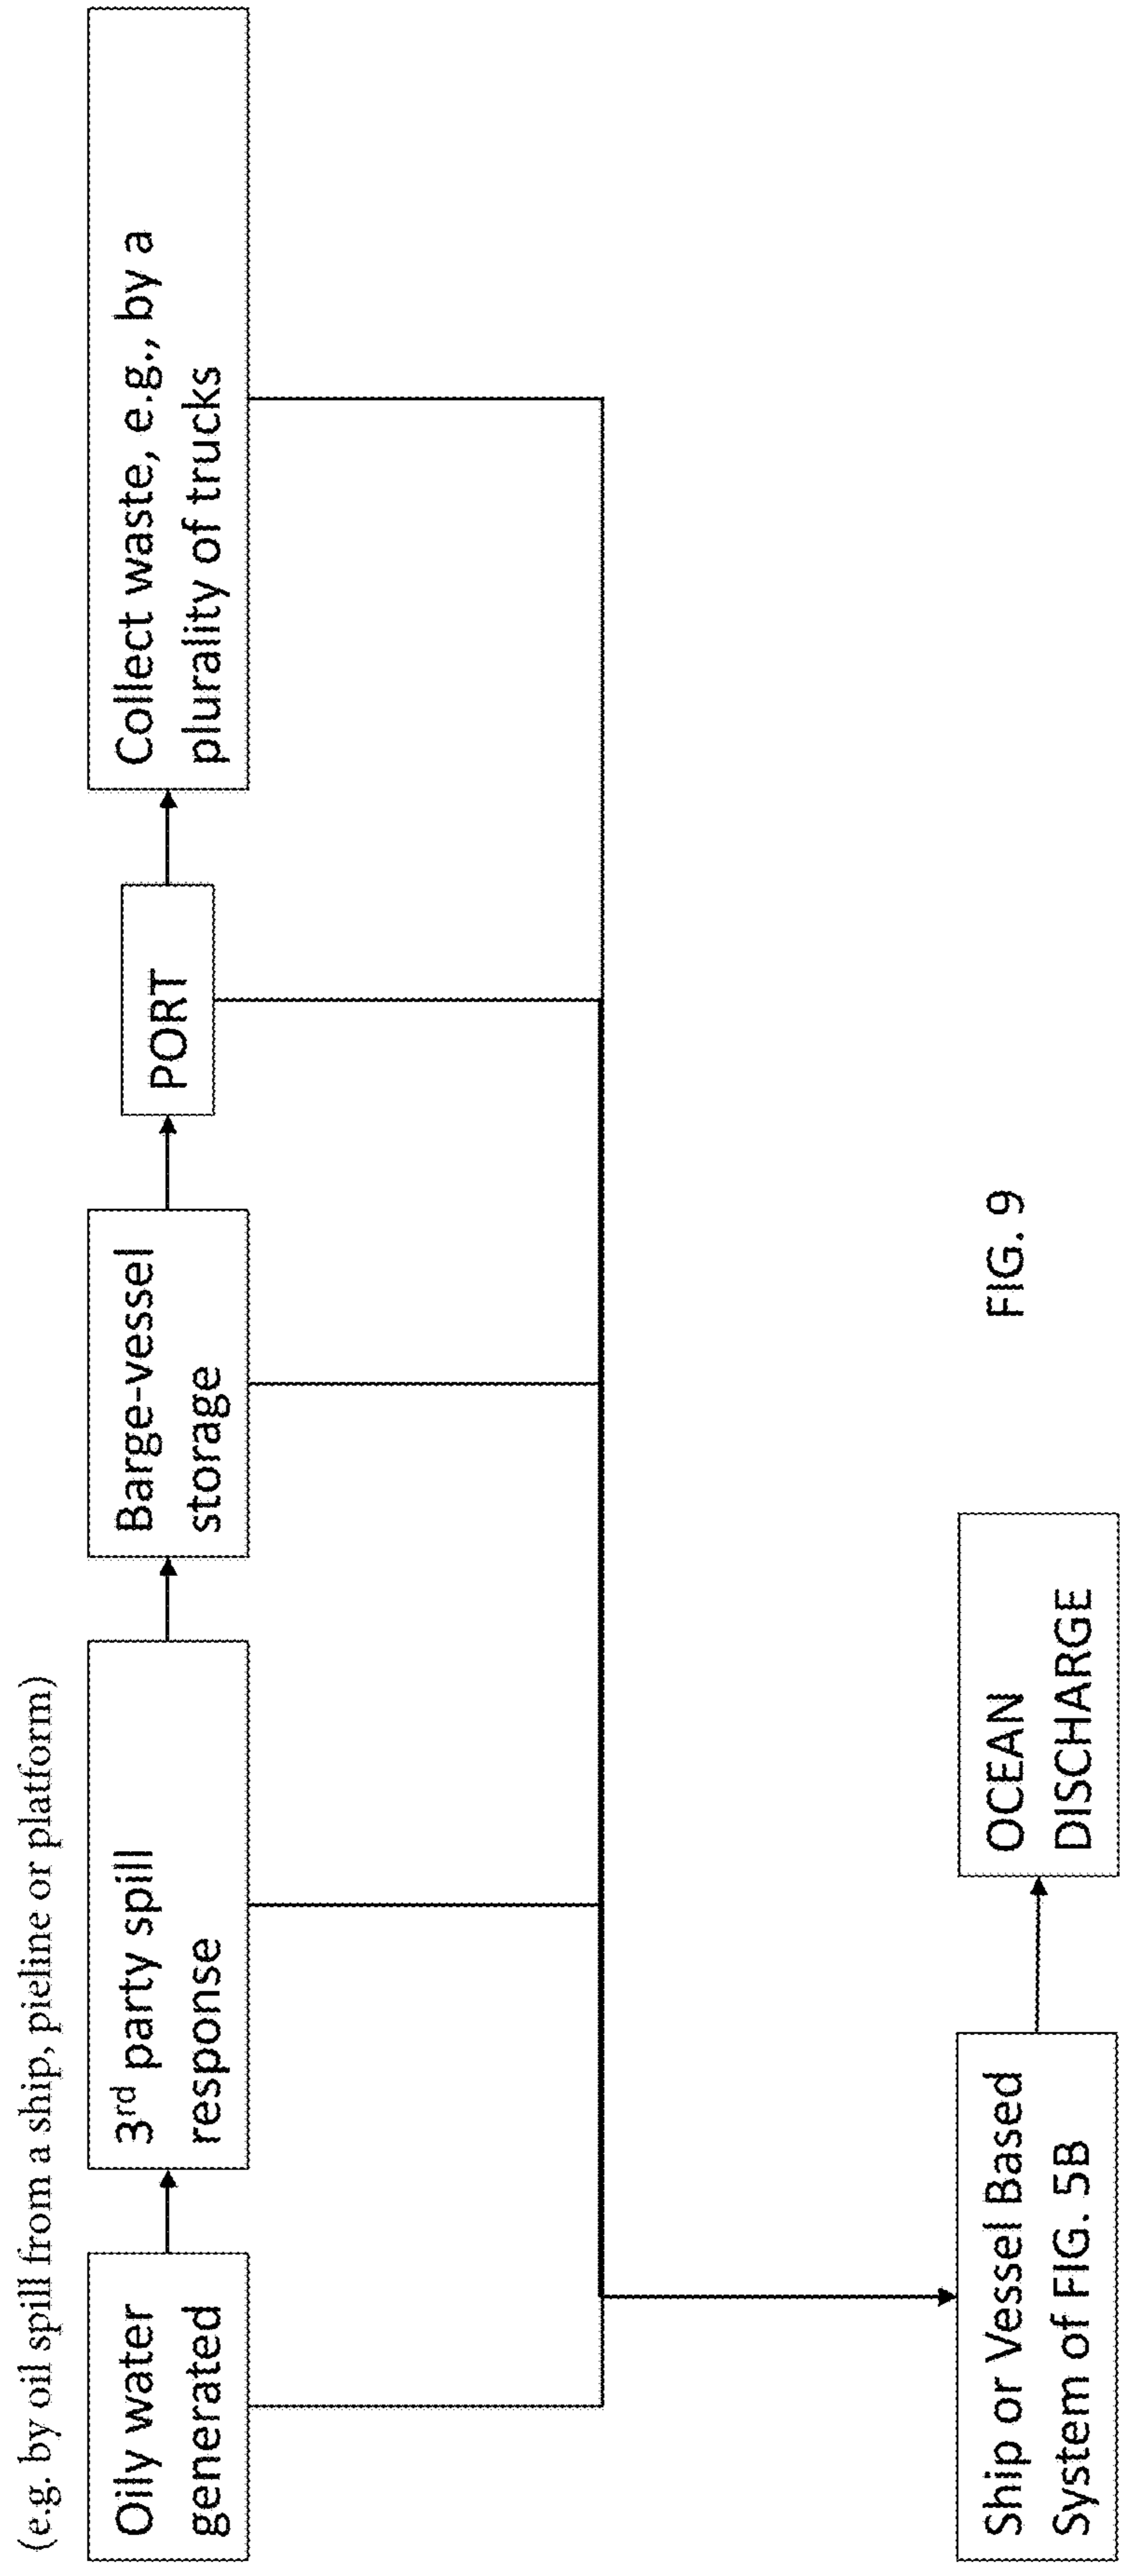 (e.g. by oil spill from a ship, pieline or platform)
Oily water
generated
3rd party spill
response
Barge-vessel
storage
PORT
Collect waste, e.g., by a
plurality of trucks
Ship or Vessel Based
System of FIG. 5B
OCEAN
DISCHARGE
FIG. 9